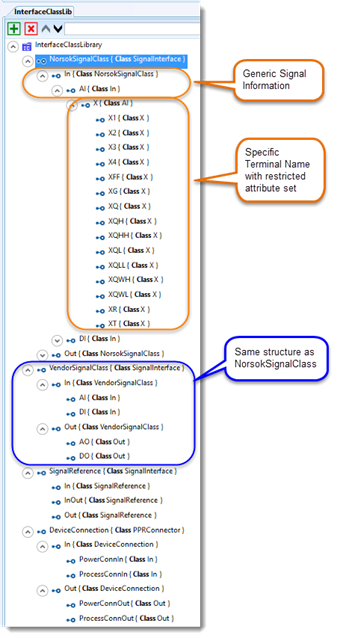 InterfaceClassLib
InterfaceClassLibrary
NorsokSignalClass { Class SignalInterface }
In { Class NorsokSignalClass }
AI { Class In }
X { Class AI }
X1 { Class X }
X2 { Class X }
X3 { Class X }
X4 { Class X }
XFF { Class X }
XG { Class X }
XQ { Class X }
XQH { Class X }
XQHH { Class X }
XQL { Class X }
XQLL { Class X }
XQWH { Class X }
XQWL { Class X }
XR { Class X }
XT { Class X }
DI { Class In }
Out { Class NorsokSignalClass }
VendorSignalClass { Class SignalInterface }
In { Class VendorSignalClass }
AI { Class In }
DI { Class In }
Out { Class VendorSignalClass }
AO { Class Out }
DO { Class Out }
SignalReference { Class SignalInterface }
In { Class SignalReference }
InOut { Class SignalReference }
Out { Class SignalReference }
DeviceConnection { Class PPRConnector }
In { Class DeviceConnection }
PowerConnIn { Class In }
ProcessConnIn { Class In }
Out { Class DeviceConnection }
PowerConnOut { Class Out }
ProcessConnOut { Class Out }
Generic Signal
Information
Specific
Terminal Name
with restricted
attribute set
Same structure as
NorsokSignalClass